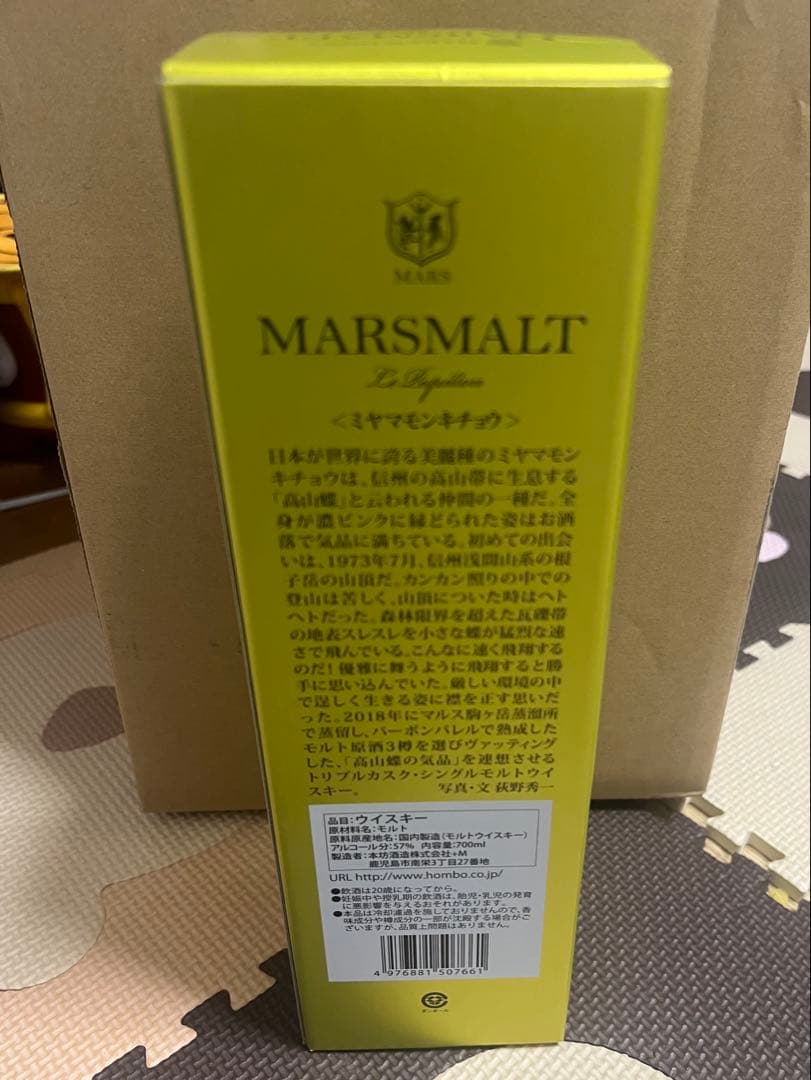 MARS
MARSMALT
Le Papillon
＜ミヤマモンキチョウ＞
日本が世界に誇る美麗種のミヤマモン
キチョウは、信州の高山帯に生息する
「高山蝶」と云われる仲間の一種だ。全
身が濃ピンクに縁どられた姿はお洒
落で気品に満ちている。初めての出会
いは、1973年7月、信州浅間山系の根
子岳の山頂だ。カンカン照りの中での
登山は苦しく、山頂についた時はヘト
ヘトだった。森林限界を超えた瓦礫帯
の地表スレスレを小さな蝶が猛烈な速
さで飛んでいる。こんなに速く飛翔する
のだ!優雅に舞うように飛翔すると勝
手に思い込んでいた。厳しい環境の中
で逞しく生きる姿に襟を正す思いだ
った。2018年にマルス駒ヶ岳蒸溜所
で蒸留し、バーボンバレルで熟成した
モルト原酒3樽を選びヴァッティング
した、「高山蝶の気品」を連想させる
トリプルカスク・シングルモルトウイ
スキー。 写真・文 荻野秀一
品目:ウイスキー
原材料名:モルト
原料原産地名:国内製造(モルトウイスキー)
アルコール分:57% 内容量:700ml
製造者:本坊酒造株式会社+M
鹿児島市南栄3丁目27番地
URL http://www.hombo.co.jp/
●飲酒は20歳になってから。
●妊娠中や授乳期の飲酒は、胎児・乳児の発育
に悪影響を与えるおそれがあります。
●本品は冷却濾過を施しておりませんので、香
味成分や樽成分の一部が沈殿する場合がご
ざいますが、品質上問題はありません。
4 976881 507661
ダンボール